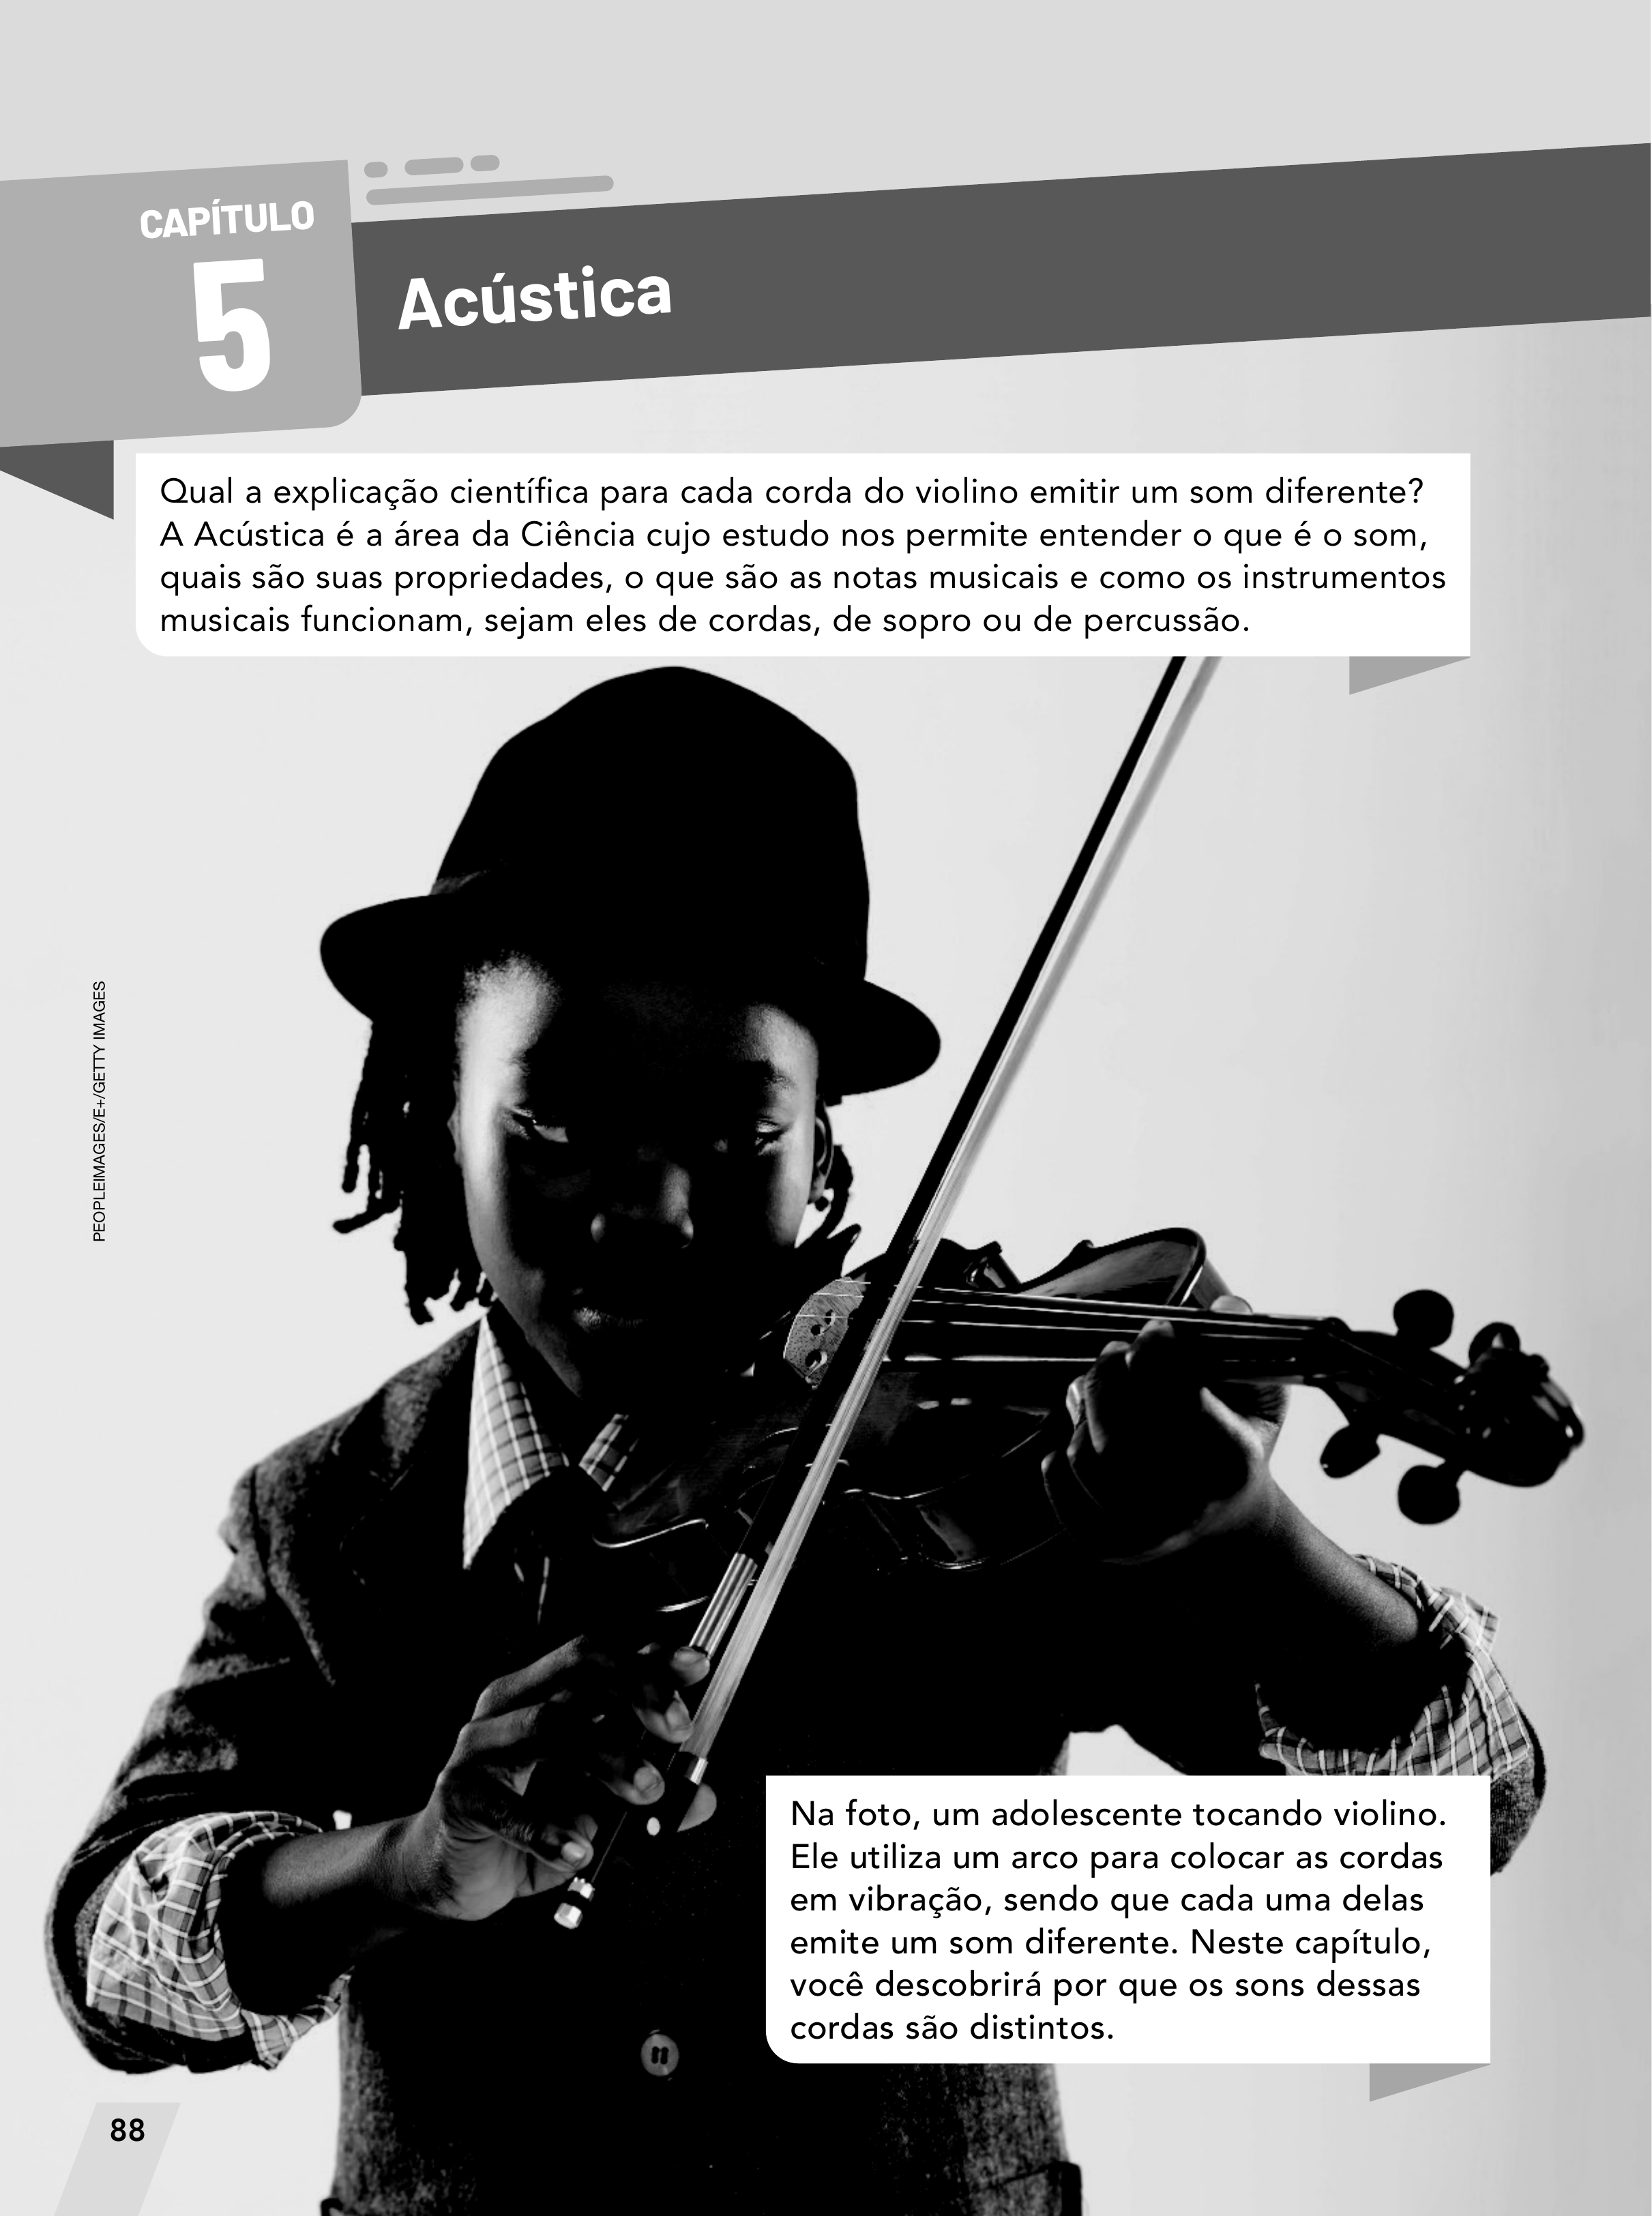 CAPÍTULO
5
Acústica
Qual a explicação científica para cada corda do violino emitir um som diferente?
A Acústica é a área da Ciência cujo estudo nos permite entender o que é o som,
quais são suas propriedades, o que são as notas musicais e como os instrumentos
musicais funcionam, sejam eles de cordas, de sopro ou de percussão.
PEOPLEIMAGES/E+/GETTY IMAGES
Na foto, um adolescente tocando violino.
Ele utiliza um arco para colocar as cordas
em vibração, sendo que cada uma delas
emite um som diferente. Neste capítulo,
você descobrirá por que os sons dessas
cordas são distintos.
88